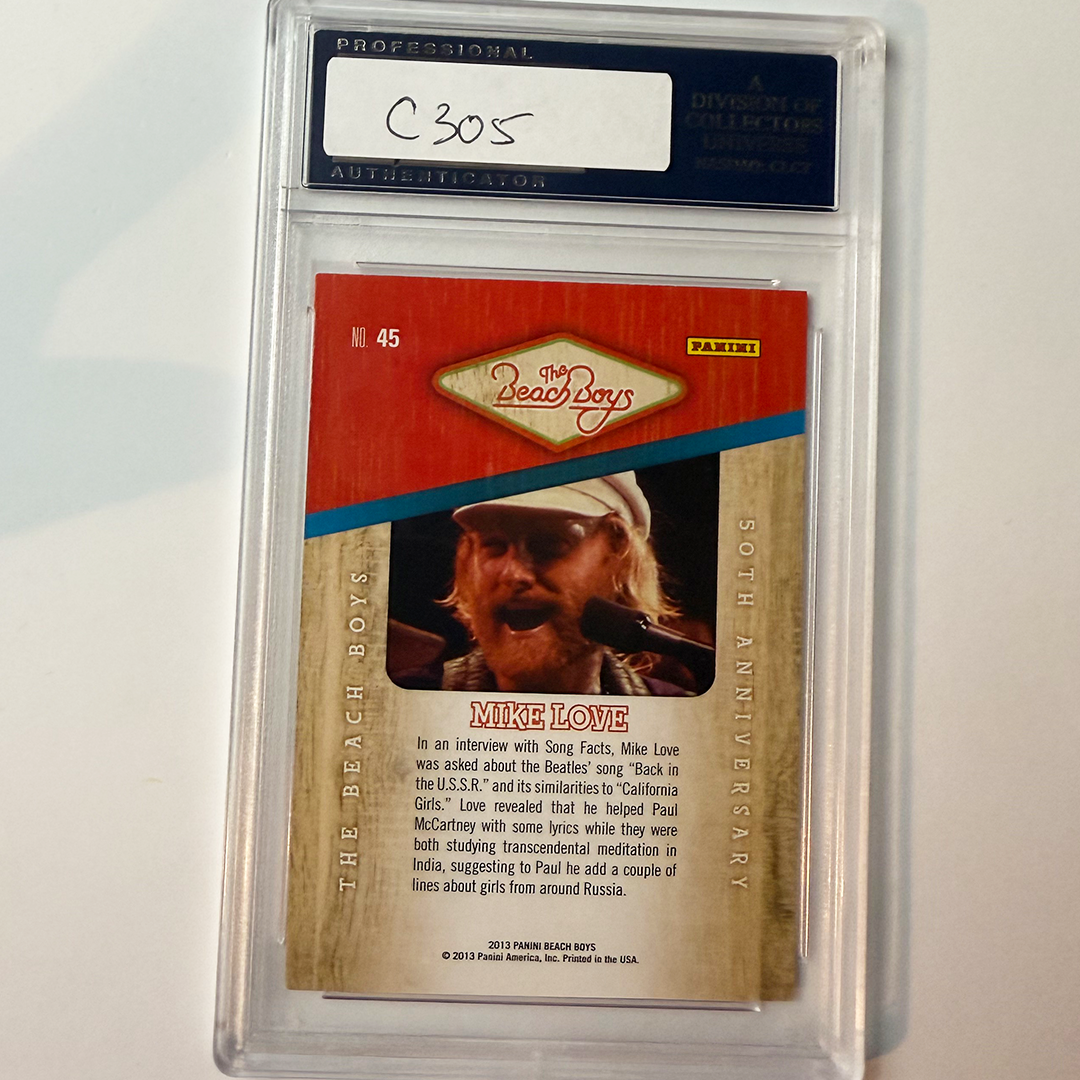 PROFESSIONAL
C305
AUTHENTICATOR
A
DIVISION OF
COLLECTORS
UNIVERSE
NASDAQ: CLCT
NO. 45
PANINI
The
Beach Boys
THE BEACH BOYS
50TH ANNIVERSARY
MIKE LOVE
In an interview with Song Facts, Mike Love
was asked about the Beatles' song “Back in
the U.S.S.R.” and its similarities to “California
Girls.” Love revealed that he helped Paul
McCartney with some lyrics while they were
both studying transcendental meditation in
India, suggesting to Paul he add a couple of
lines about girls from around Russia.
2013 PANINI BEACH BOYS
© 2013 Panini America, Inc. Printed in the USA.